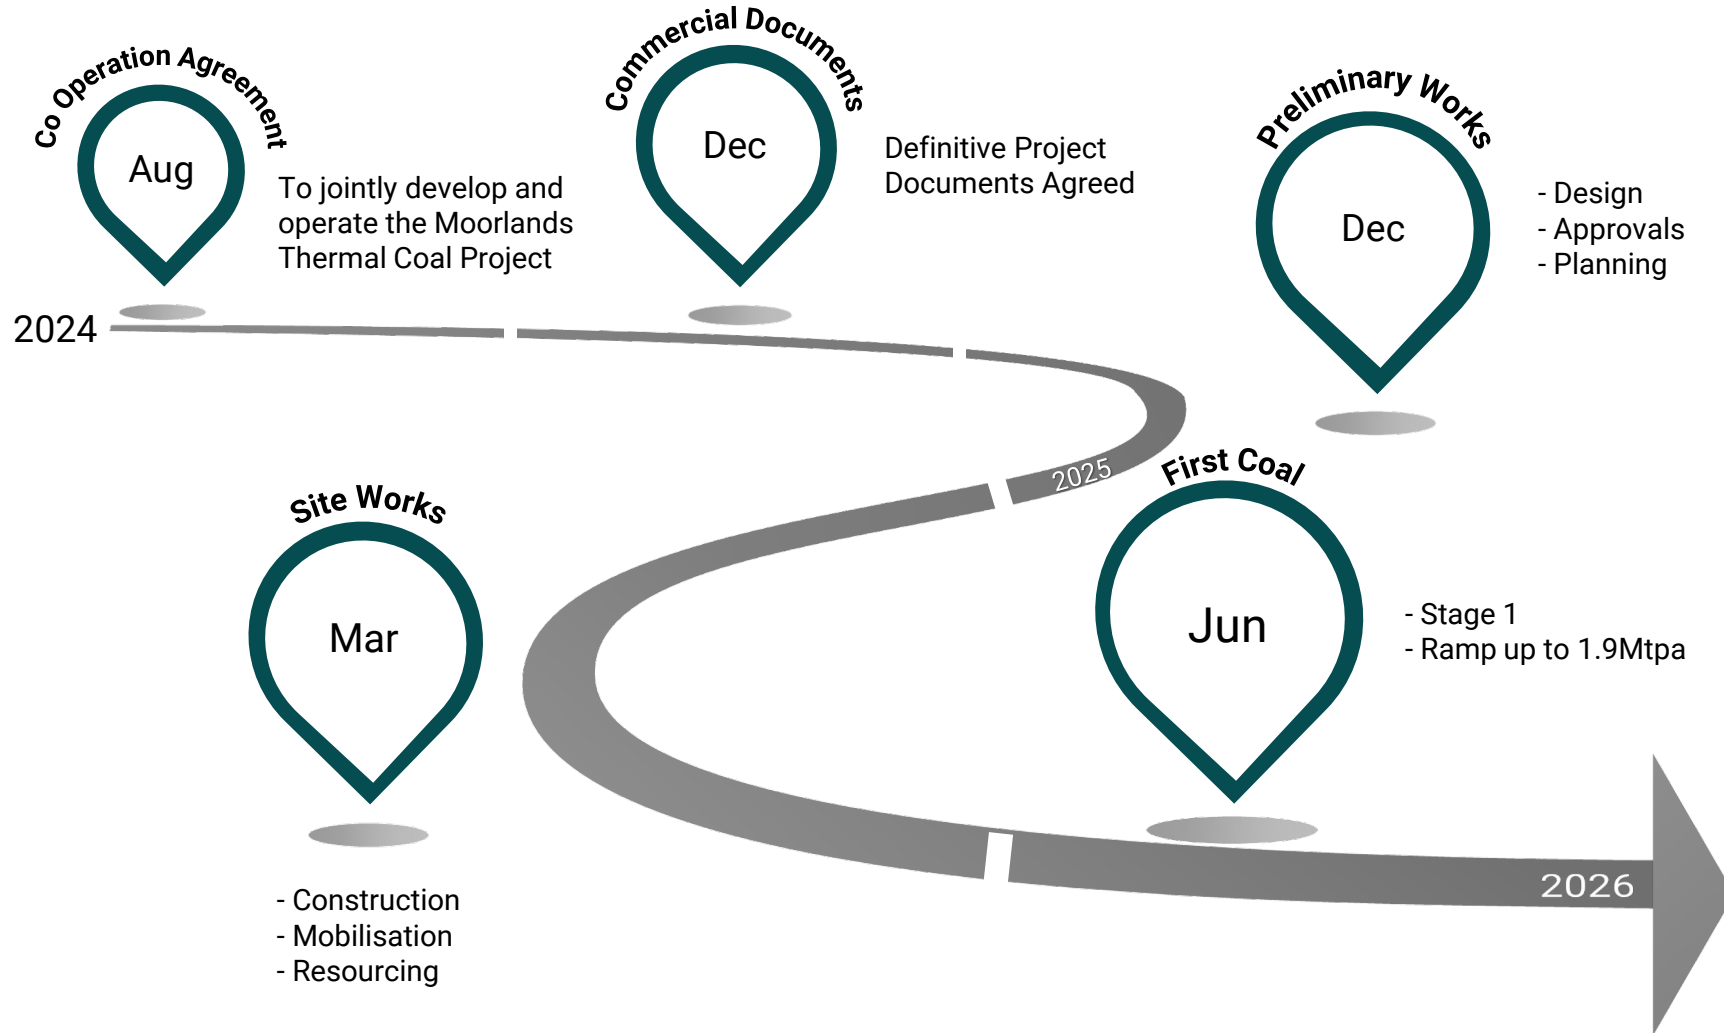 Co Operation Agreement
Aug
To jointly develop and
operate the Moorlands
Thermal Coal Project
Commercial Documents
Dec
Definitive Project
Documents Agreed
Preliminary Works
Dec
- Design
- Approvals
- Planning
2024
2025
Site Works
Mar
- Construction
- Mobilisation
- Resourcing
First Coal
Jun
- Stage 1
- Ramp up to 1.9Mtpa
2026